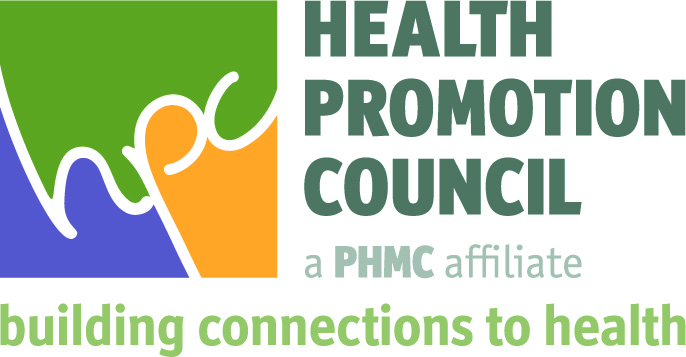 hpc
HEALTH
PROMOTION
COUNCIL
a PHMC affiliate
building connections to health